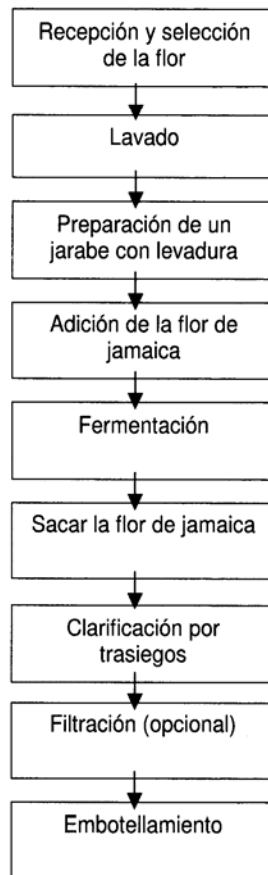 Recepción y selección
de la flor
Lavado
Preparación de un
jarabe con levadura
Adición de la flor de
jamaica
Fermentación
Sacar la flor de jamaica
Clarificación por
trasiegos
Filtración (opcional)
Embotellamiento